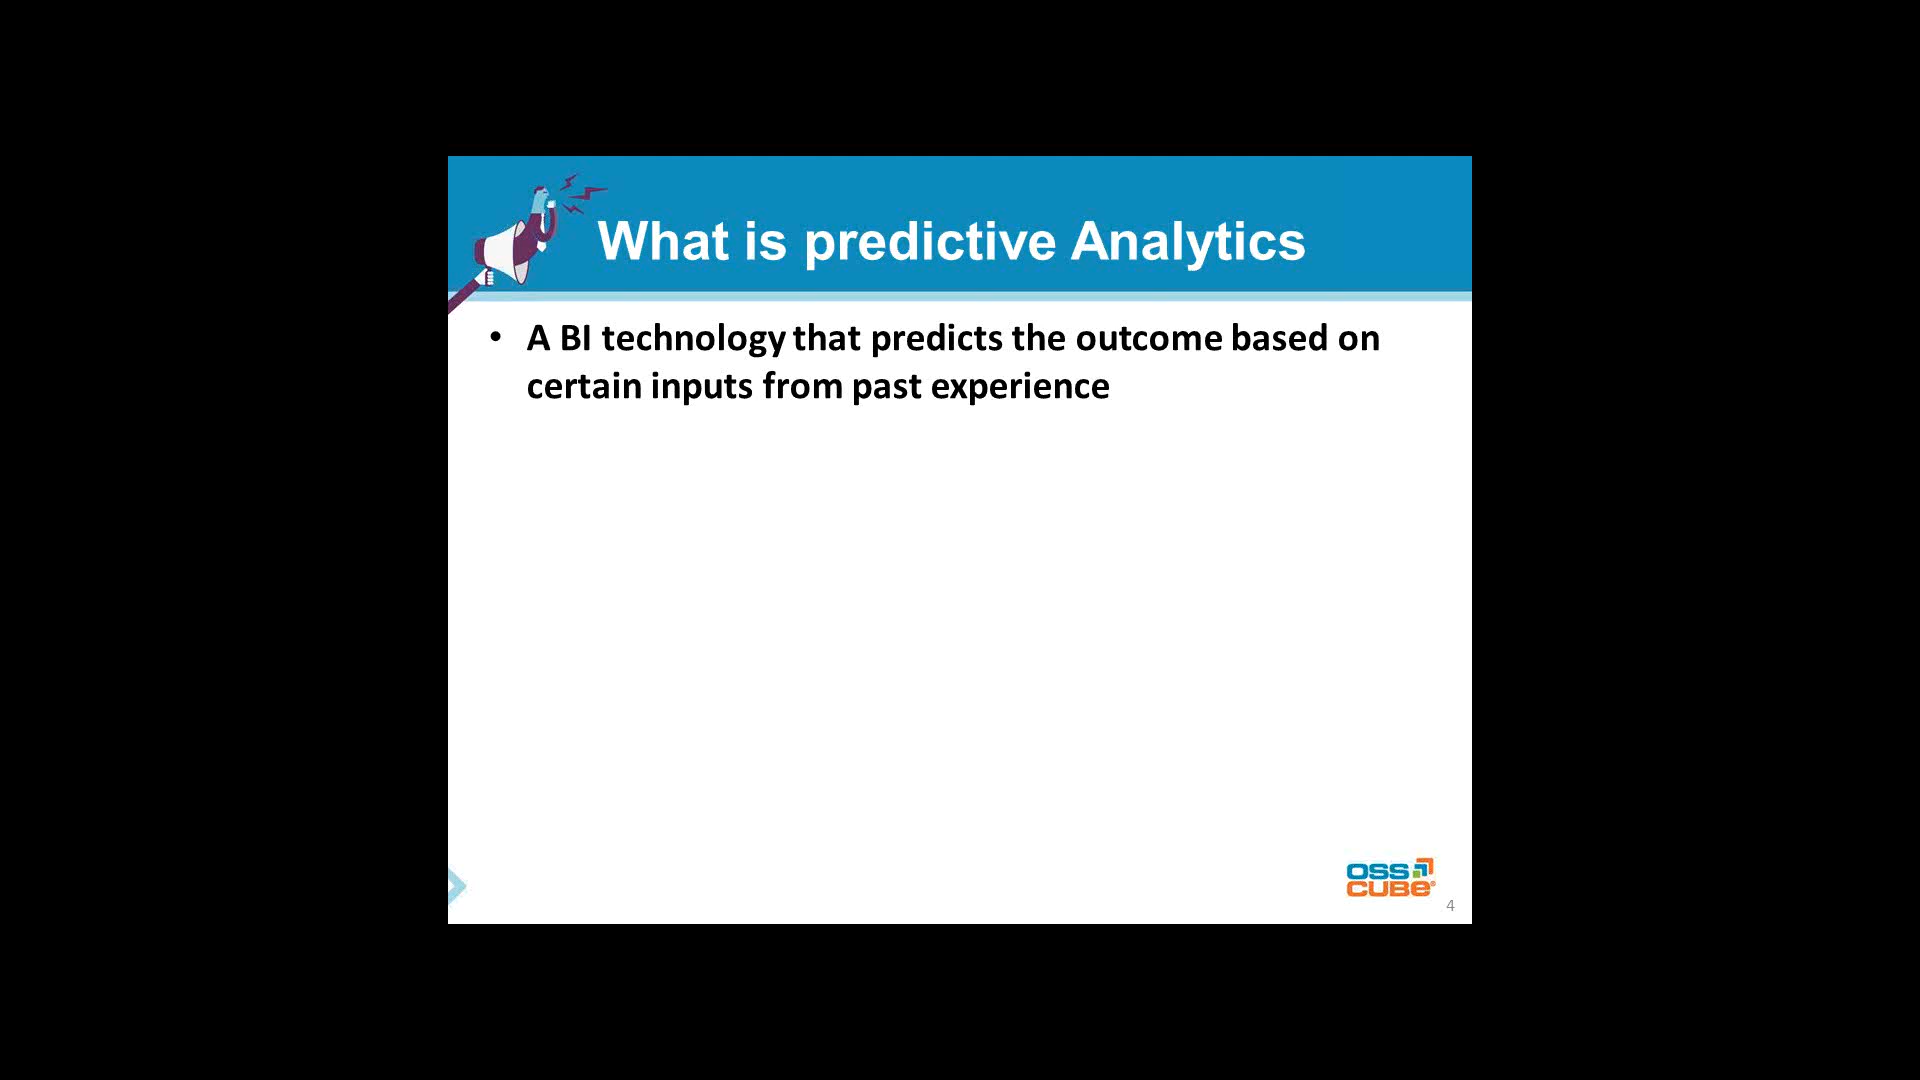 What is predictive Analytics
• A BI technology that predicts the outcome based on
certain inputs from past experience
OSS
CUBE®
4